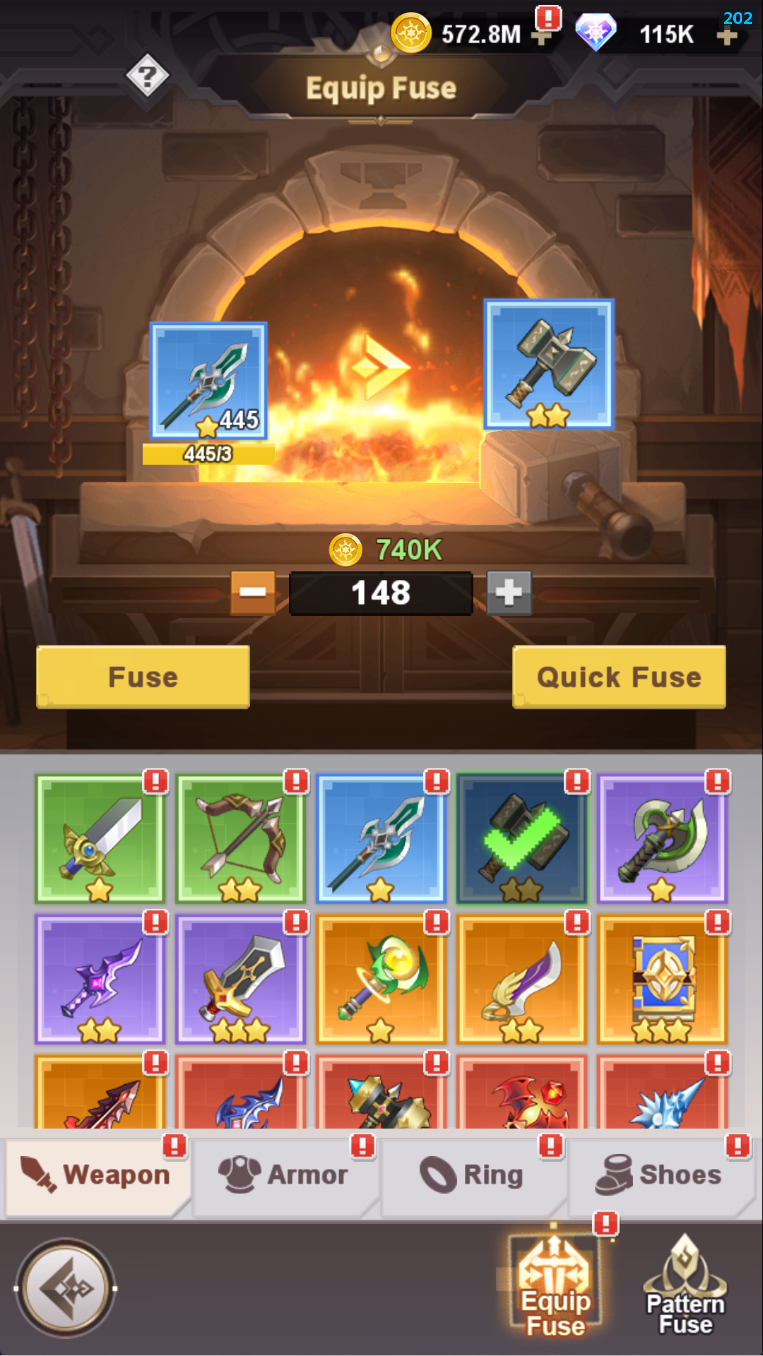 202
572.8M
115K
?
Equip Fuse
445
445/3
740K
148
Fuse
Quick Fuse
Weapon
Armor
Ring
Shoes
Equip
Fuse
Pattern
Fuse